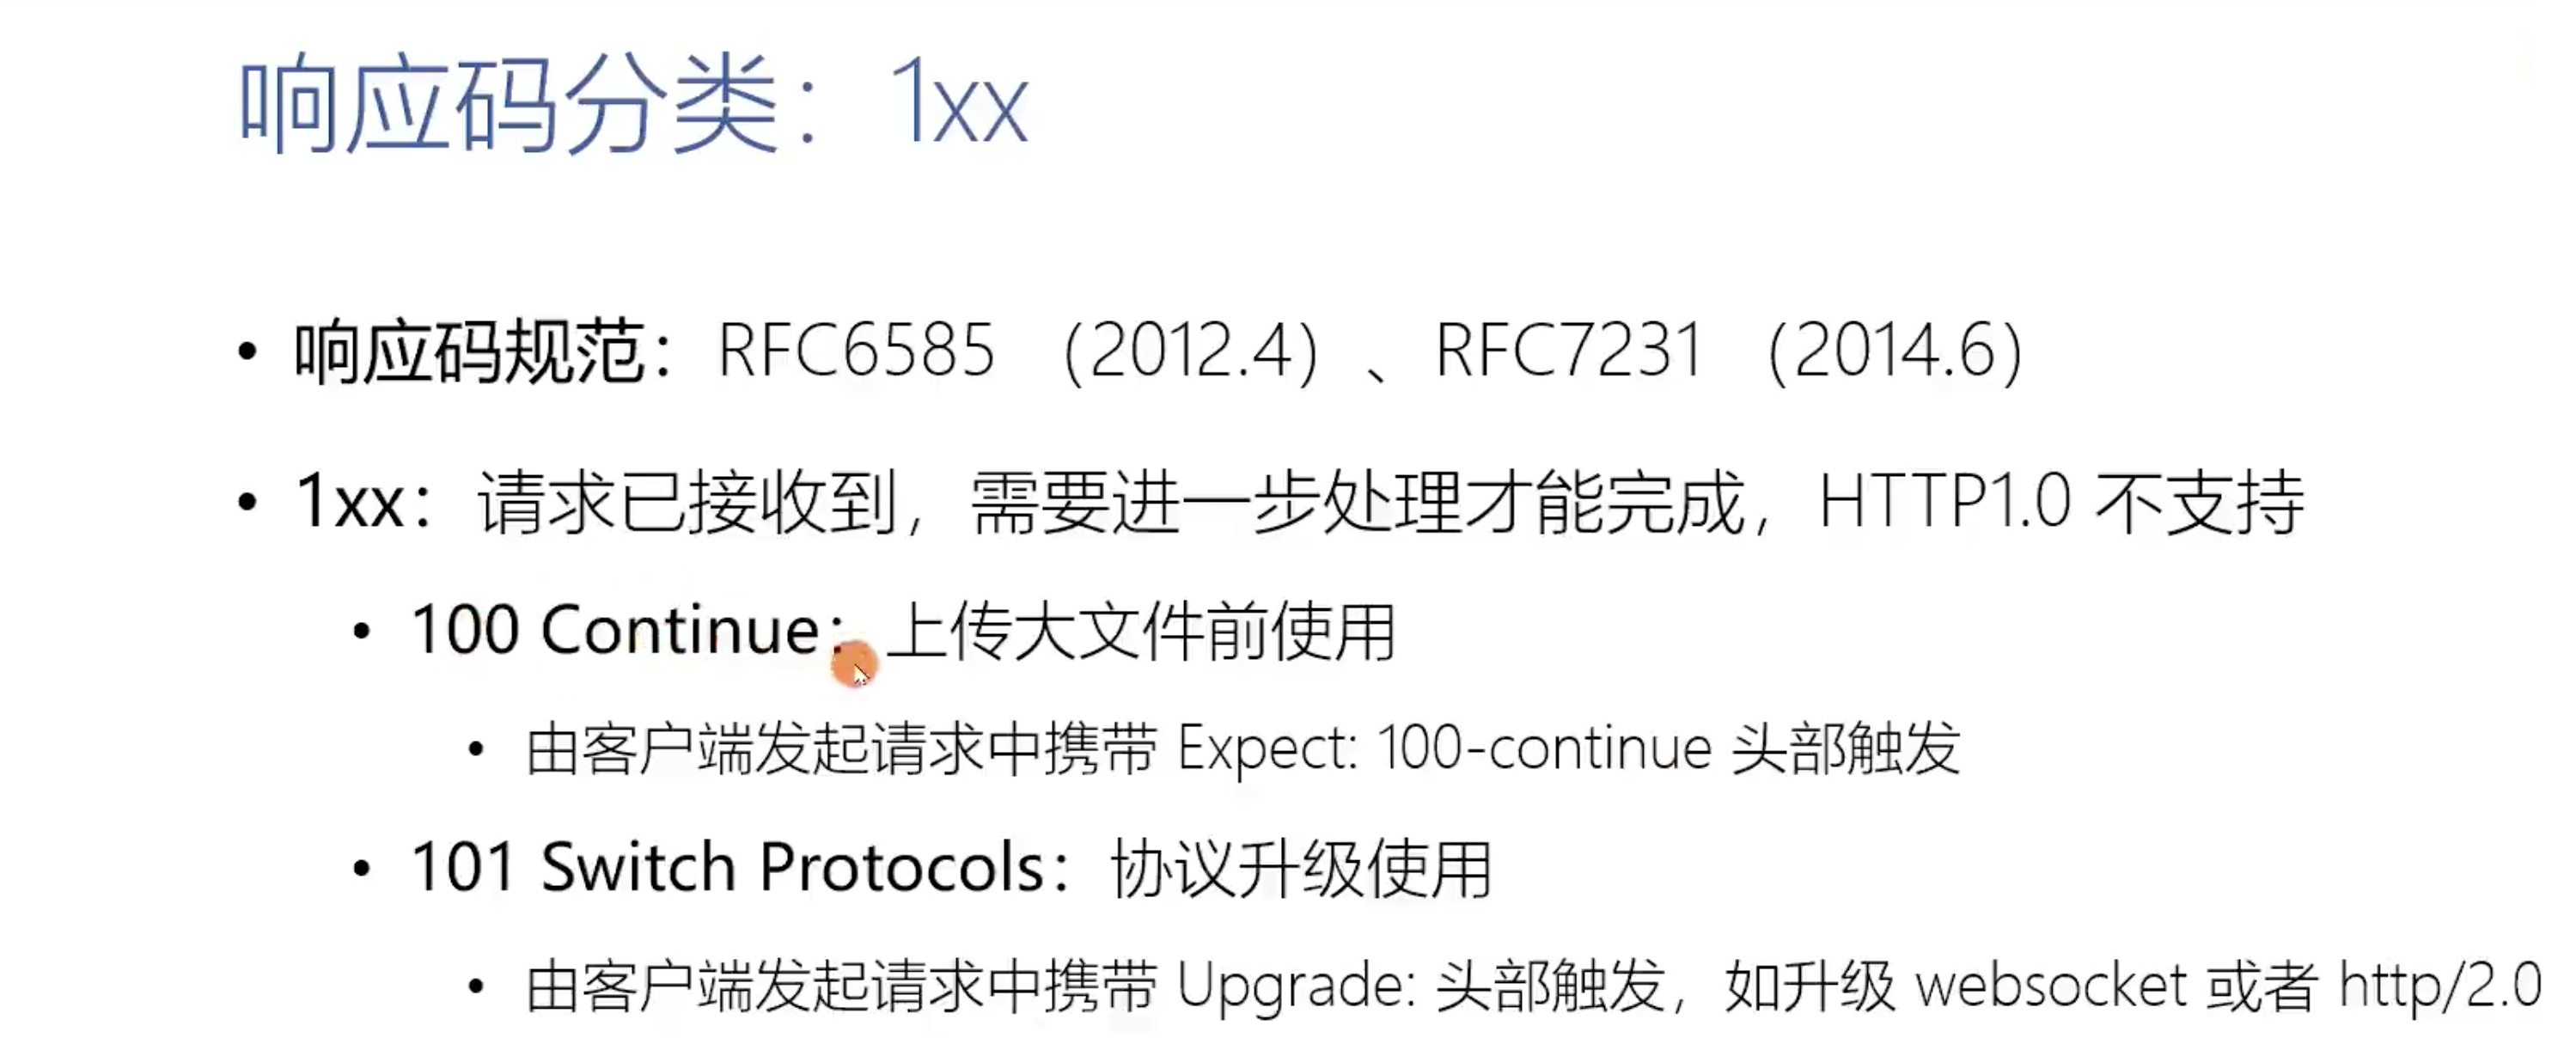 响应码分类：1xx
• 响应码规范：RFC6585 （2012.4）、RFC7231 （2014.6）
• 1xx：请求已接收到，需要进一步处理才能完成，HTTP1.0 不支持
• 100 Continue：上传大文件前使用
• 由客户端发起请求中携带 Expect: 100-continue 头部触发
• 101 Switch Protocols：协议升级使用
• 由客户端发起请求中携带 Upgrade: 头部触发，如升级 websocket 或者 http/2.0